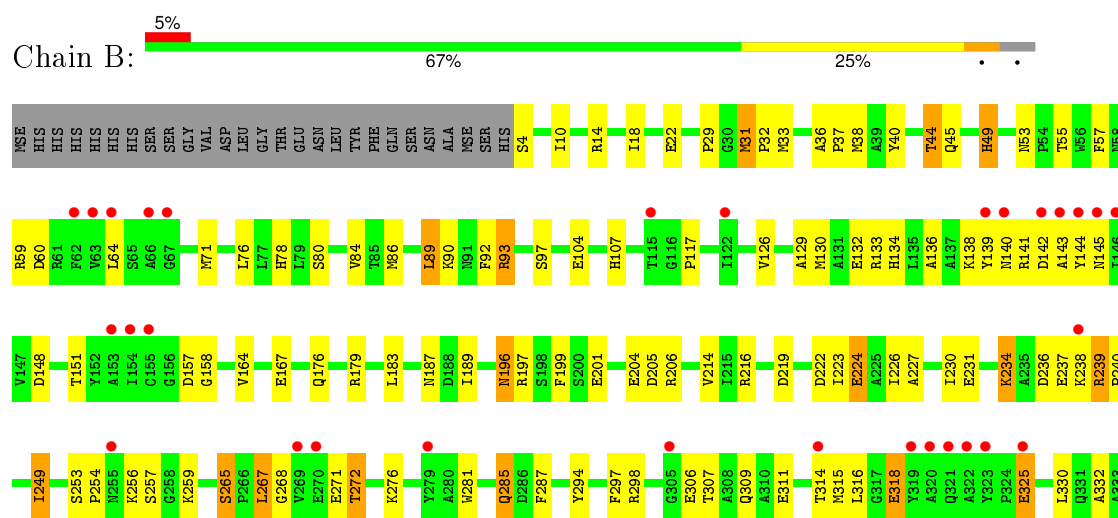 5%
Chain B:
67% 25% • •
MSE HIS HIS HIS HIS HIS HIS SER SER GLY VAL ASP LEU GLY THR GLU ASN LEU TYR PHE GLN SER ASN ALA MSE SER HIS S4 I10 R14 I18 E22 P29 G30 M31 P32 M33 A36 P37 M38 A39 Y40 T44 Q45 H49 N53 P54 T55 W56 F57 N58
R59 D60 R61 F62 V63 L64 S65 A66 G67 M71 L76 L77 H78 L79 S80 V84 T85 M86 L89 K90 N91 F92 R93 S97 E104 H107 T115 G116 P117 I122 V126 A129 M130 A131 E132 R133 H134 L135 A136 A137 K138 Y139 N140 R141 D142 A143 Y144 N145 I146
V147 D148 T151 Y152 A153 I154 C155 G156 D157 G158 V164 E167 Q176 R179 L183 N187 D188 I189 N196 R197 S198 F199 S200 E201 E204 D205 R206 V214 I215 R216 D219 D222 I223 E224 A225 I226 A227 I230 E231 K234 A235 D236 E237 K238 R239 P240
I249 S253 P254 N255 K256 S257 G258 K259 S265 P266 L267 G268 V269 E270 E271 T272 K276 Y279 A280 W281 Q285 D286 F287 Y294 F297 R298 G305 E306 T307 A308 Q309 A310 E311 T314 M315 L316 G317 E318 Y319 A320 Q321 A322 Y323 P324 E325 L330 Q331 A332 A333